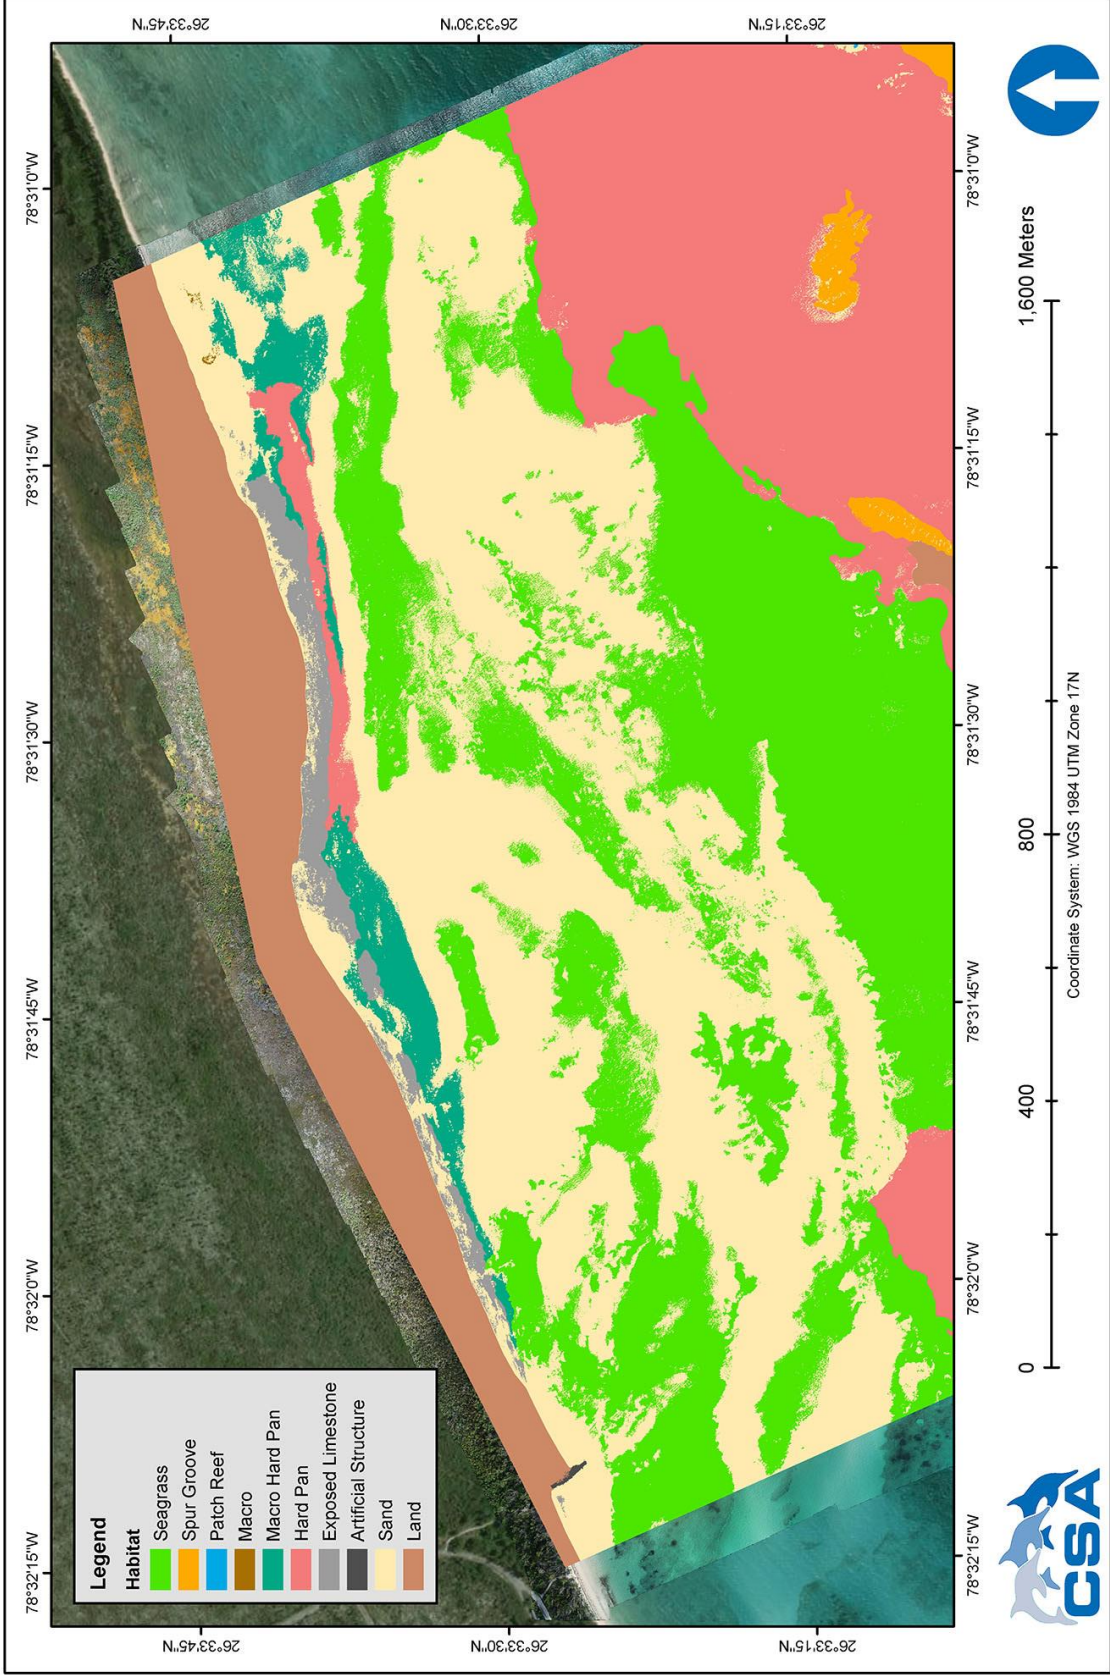 78°32'15"W
78°32'0"W
78°31'45"W
78°31'30"W
78°31'15"W
78°31'0"W
26°33'45"N
26°33'45"N
26°33'30"N
26°33'30"N
26°33'15"N
26°33'15"N
Legend
Habitat
Seagrass
Spur Groove
Patch Reef
Macro
Macro Hard Pan
Hard Pan
Exposed Limestone
Artificial Structure
Sand
Land
78°32'15"W
78°32'0"W
78°31'45"W
78°31'30"W
78°31'15"W
78°31'0"W
CSA
0
400
800
1,600 Meters
Coordinate System: WGS 1984 UTM Zone 17N